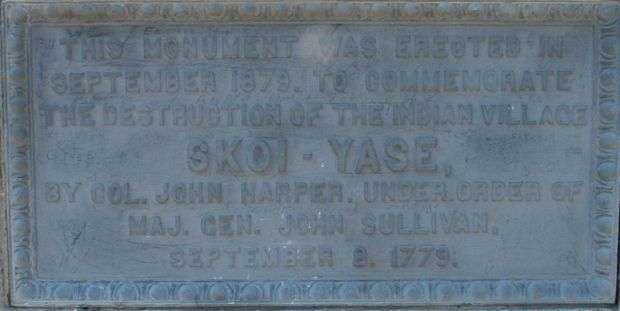 THIS MONUMENT WAS ERECTED IN
SEPTEMBER 1879. TO COMMEMORATE
THE DESTRUCTION OF THE INDIAN VILLAGE
SKOI-YASE,
BY COL. JOHN HARPER. UNDER ORDER OF
MAJ. GEN. JOHN SULLIVAN.
SEPTEMBER 8. 1779.